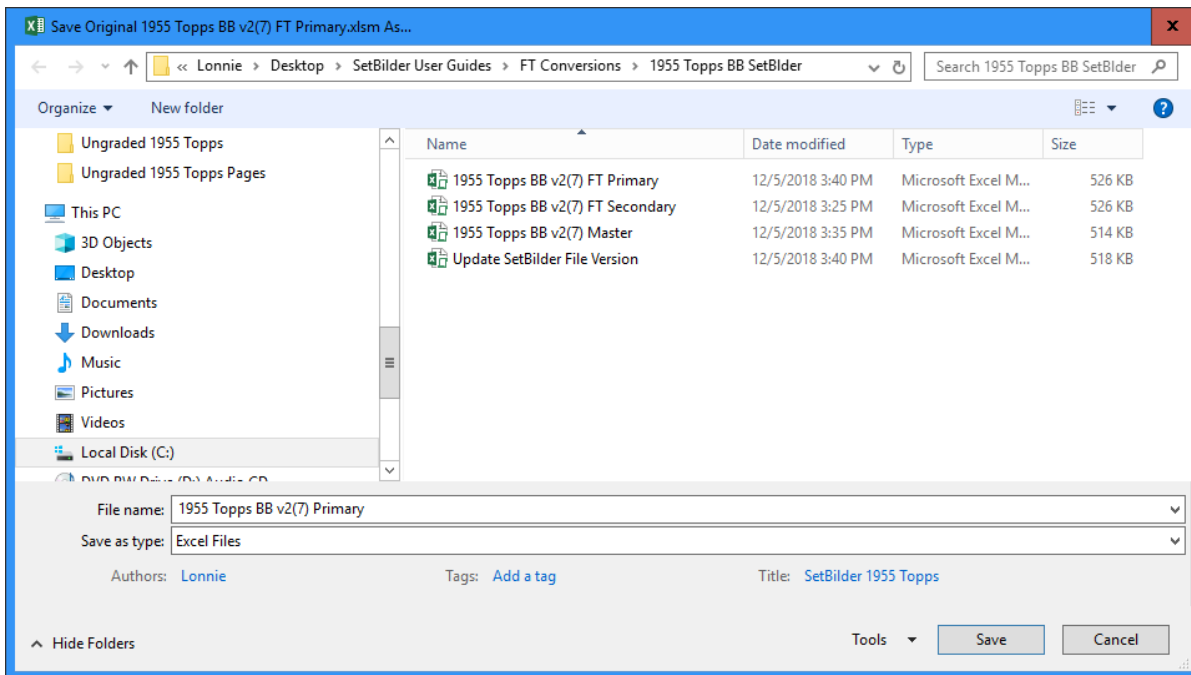 Save Original 1955 Topps BB v2(7) FT Primary.xlsm As...
x
« Lonnie > Desktop > SetBilder User Guides > FT Conversions > 1955 Topps BB SetBlder
Search 1955 Topps BB SetBlder
Organize
New folder
?
Ungraded 1955 Topps
Ungraded 1955 Topps Pages
This PC
3D Objects
Desktop
Documents
Downloads
Music
Pictures
Videos
Local Disk (C:)
DVD RW Drive (D:) Audio CD
Name Date modified Type Size
1955 Topps BB v2(7) FT Primary 12/5/2018 3:40 PM Microsoft Excel M... 526 KB
1955 Topps BB v2(7) FT Secondary 12/5/2018 3:25 PM Microsoft Excel M... 526 KB
1955 Topps BB v2(7) Master 12/5/2018 3:35 PM Microsoft Excel M... 514 KB
Update SetBilder File Version 12/5/2018 3:40 PM Microsoft Excel M... 518 KB
File name: 1955 Topps BB v2(7) Primary
Save as type: Excel Files
Authors: Lonnie Tags: Add a tag Title: SetBilder 1955 Topps
Hide Folders
Tools
Save
Cancel